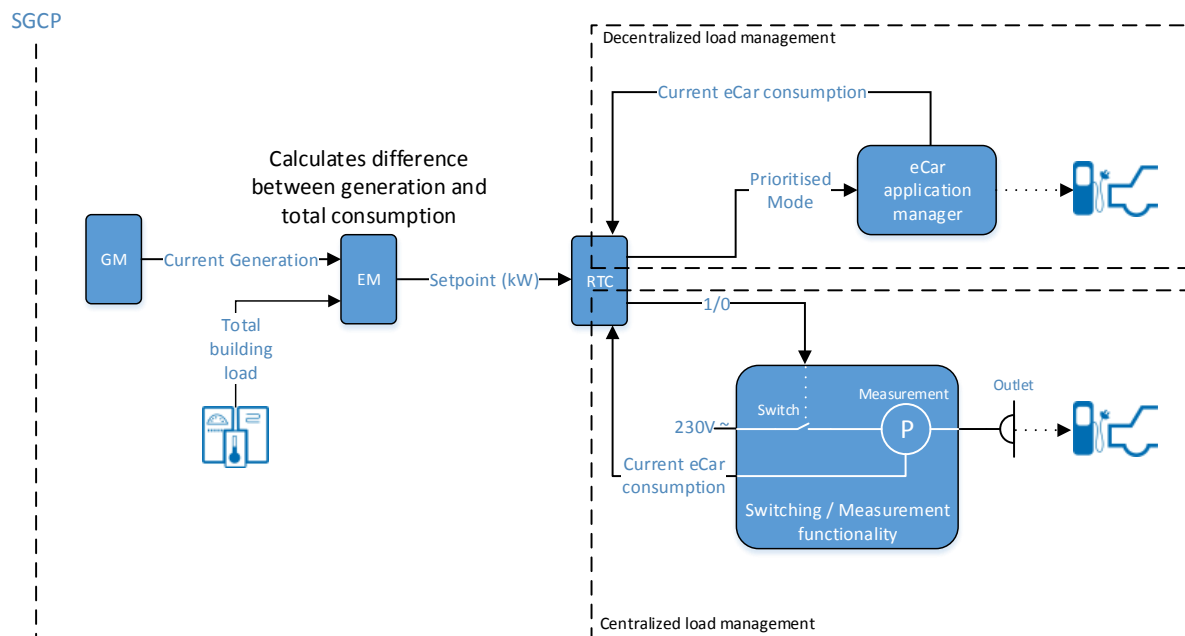 SGCP
Decentralized load management
Current eCar consumption
Calculates difference
between generation and
total consumption
Prioritised
Mode
eCar
application
manager
GM
Current Generation
EM
Setpoint (kW)
RTC
1/0
Total
building
load
Switch
Measurement
Outlet
230V ~
P
Current eCar
consumption
Switching / Measurement
functionality
Centralized load management